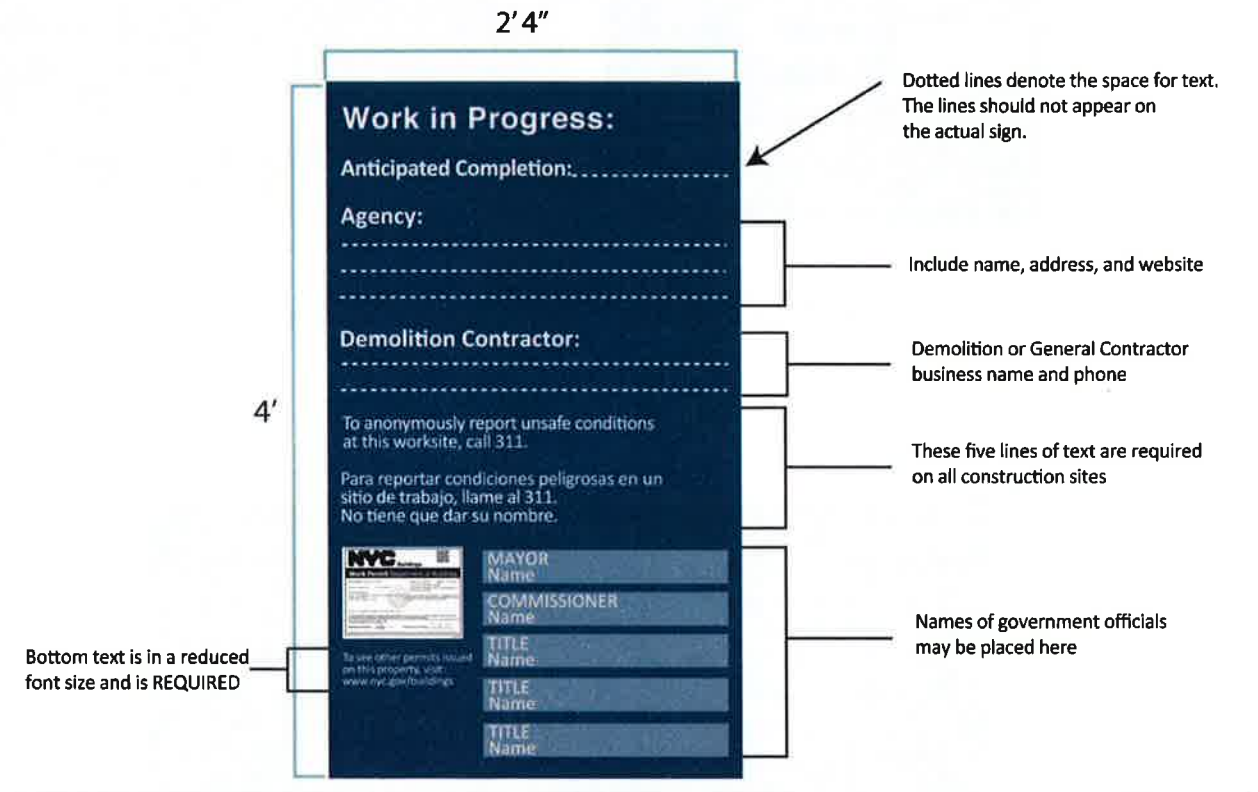 2' 4"
Dotted lines denote the space for text.
The lines should not appear on
the actual sign.
Work in Progress:
Anticipated Completion:
Agency:
Include name, address, and website
Demolition Contractor:
Demolition or General Contractor
business name and phone
4'
To anonymously report unsafe conditions
at this worksite, call 311.
Para reportar condiciones peligrosas en un
sitio de trabajo, llame al 311.
No tiene que dar su nombre.
These five lines of text are required
on all construction sites
NYC Buildings
Work Permit Department of Buildings
MAYOR
Name
COMMISSIONER
Name
TITLE
Name
TITLE
Name
TITLE
Name
Names of government officials
may be placed here
To see other permits issued
on this property, visit:
www.nyc.gov/buildings
Bottom text is in a reduced
font size and is REQUIRED